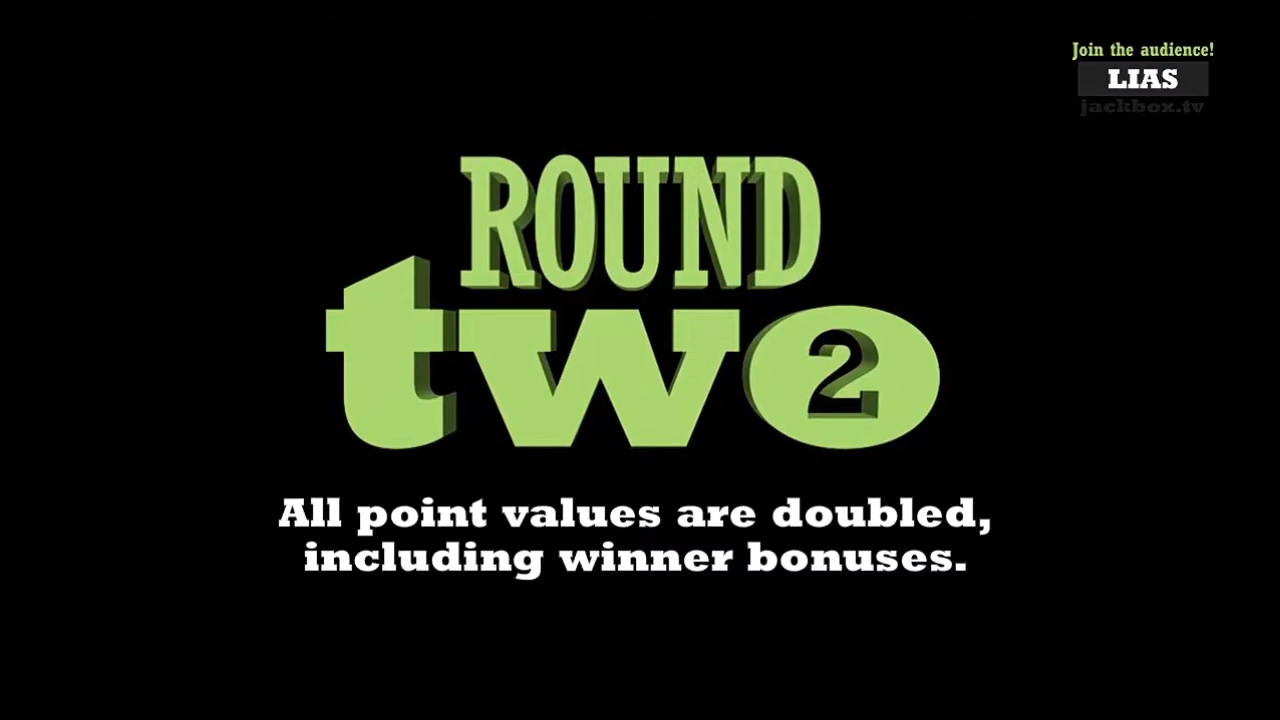 Join the audience!
LIAS
jackbox.tv
ROUND
two
2
All point values are doubled,
including winner bonuses.